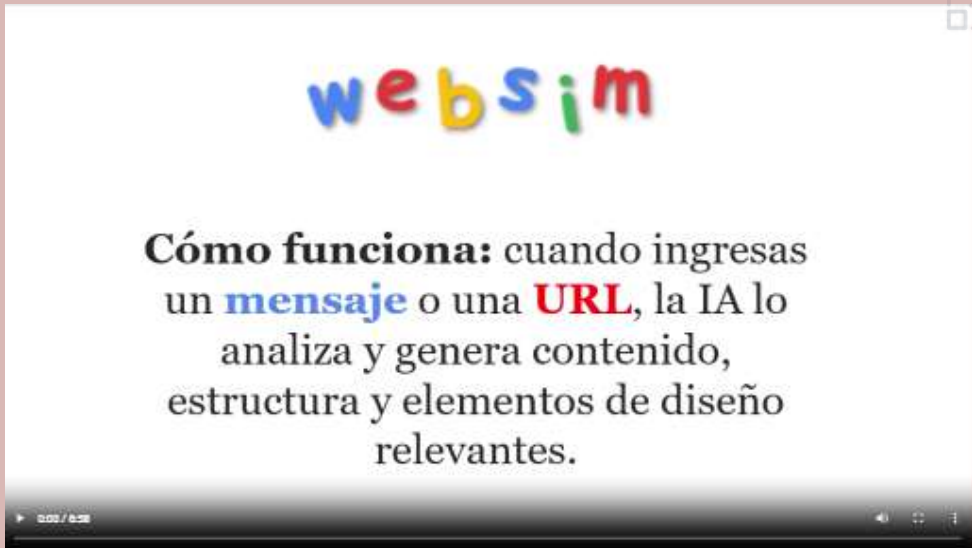 websim
Cómo funciona: cuando ingresas
un mensaje o una URL, la IA lo
analiza y genera contenido,
estructura y elementos de diseño
relevantes.